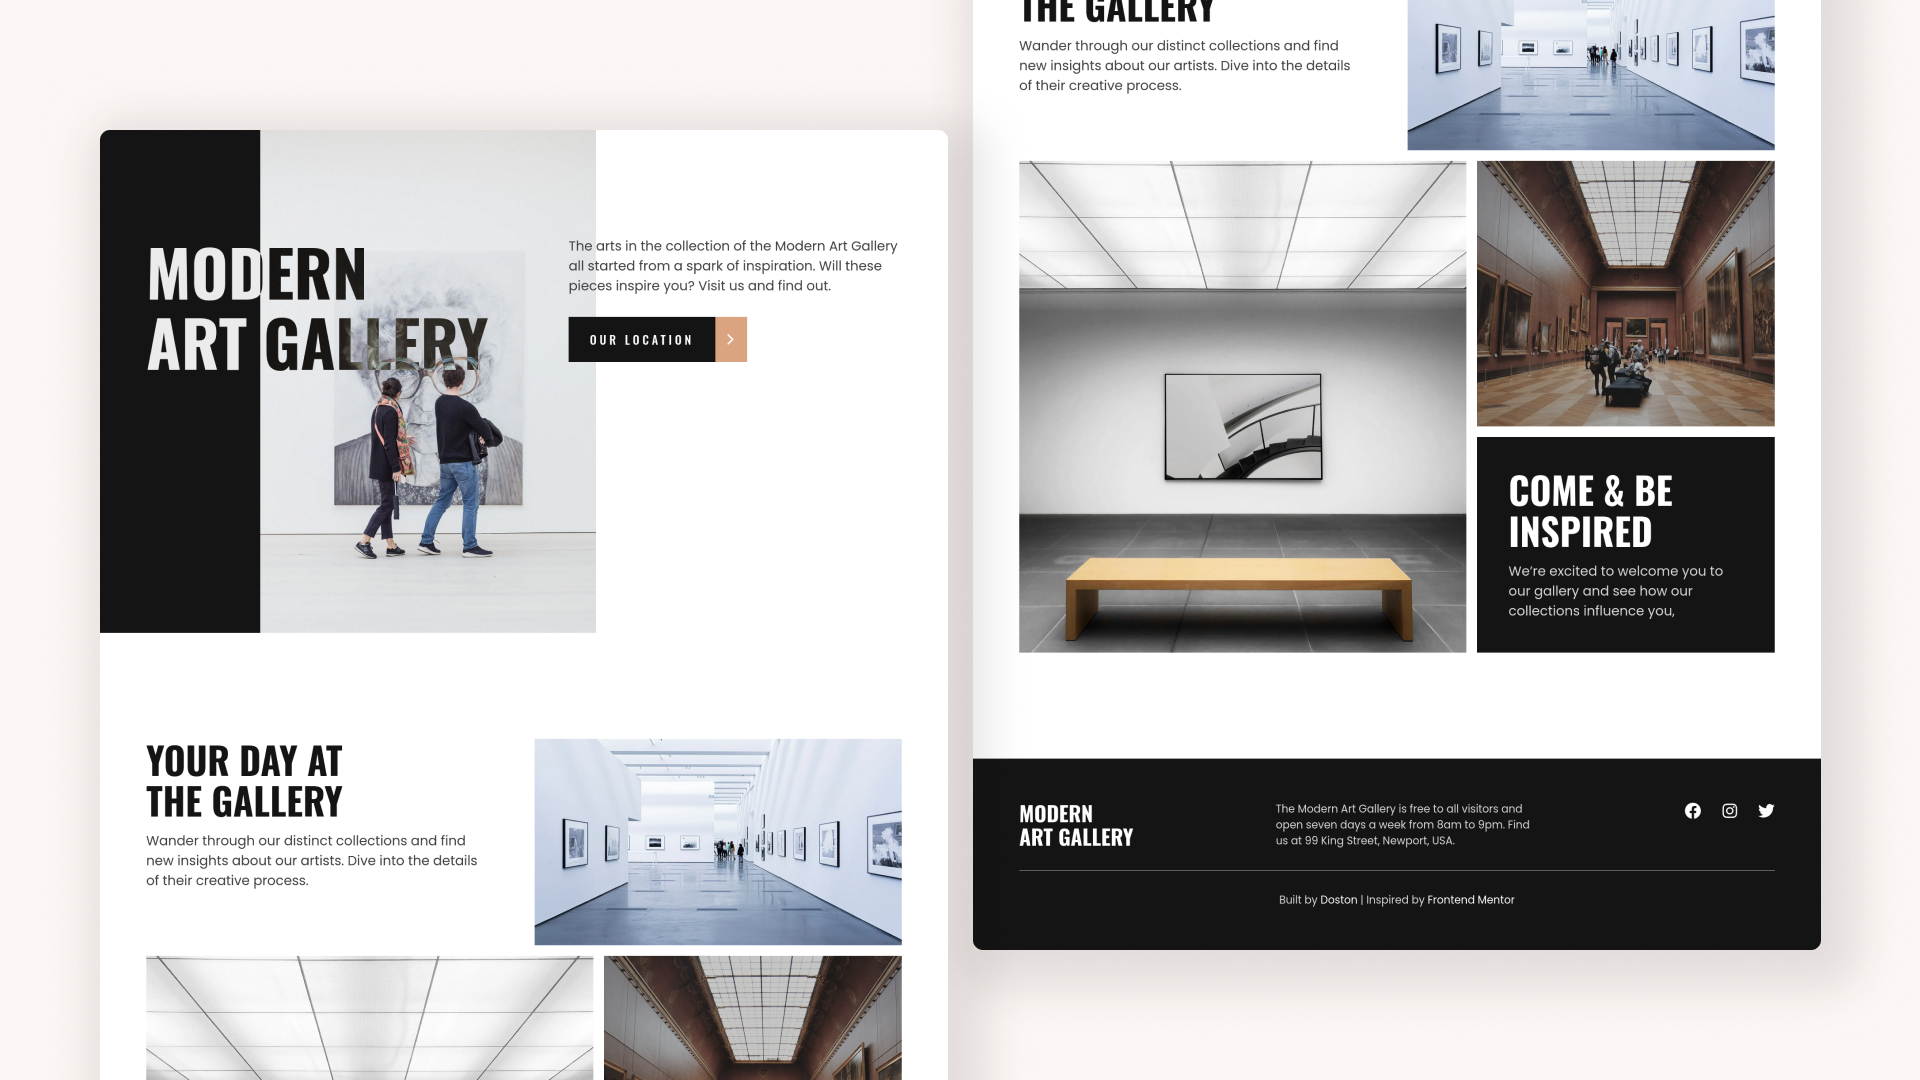 MODERN
ART GALLERY
The arts in the collection of the Modern Art Gallery
all started from a spark of inspiration. Will these
pieces inspire you? Visit us and find out.
OUR LOCATION
YOUR DAY AT
THE GALLERY
Wander through our distinct collections and find
new insights about our artists. Dive into the details
of their creative process.
THE GALLERY
Wander through our distinct collections and find
new insights about our artists. Dive into the details
of their creative process.
COME & BE
INSPIRED
We’re excited to welcome you to
our gallery and see how our
collections influence you,
MODERN
ART GALLERY
The Modern Art Gallery is free to all visitors and
open seven days a week from 8am to 9pm. Find
us at 99 King Street, Newport, USA.
Built by Doston | Inspired by Frontend Mentor